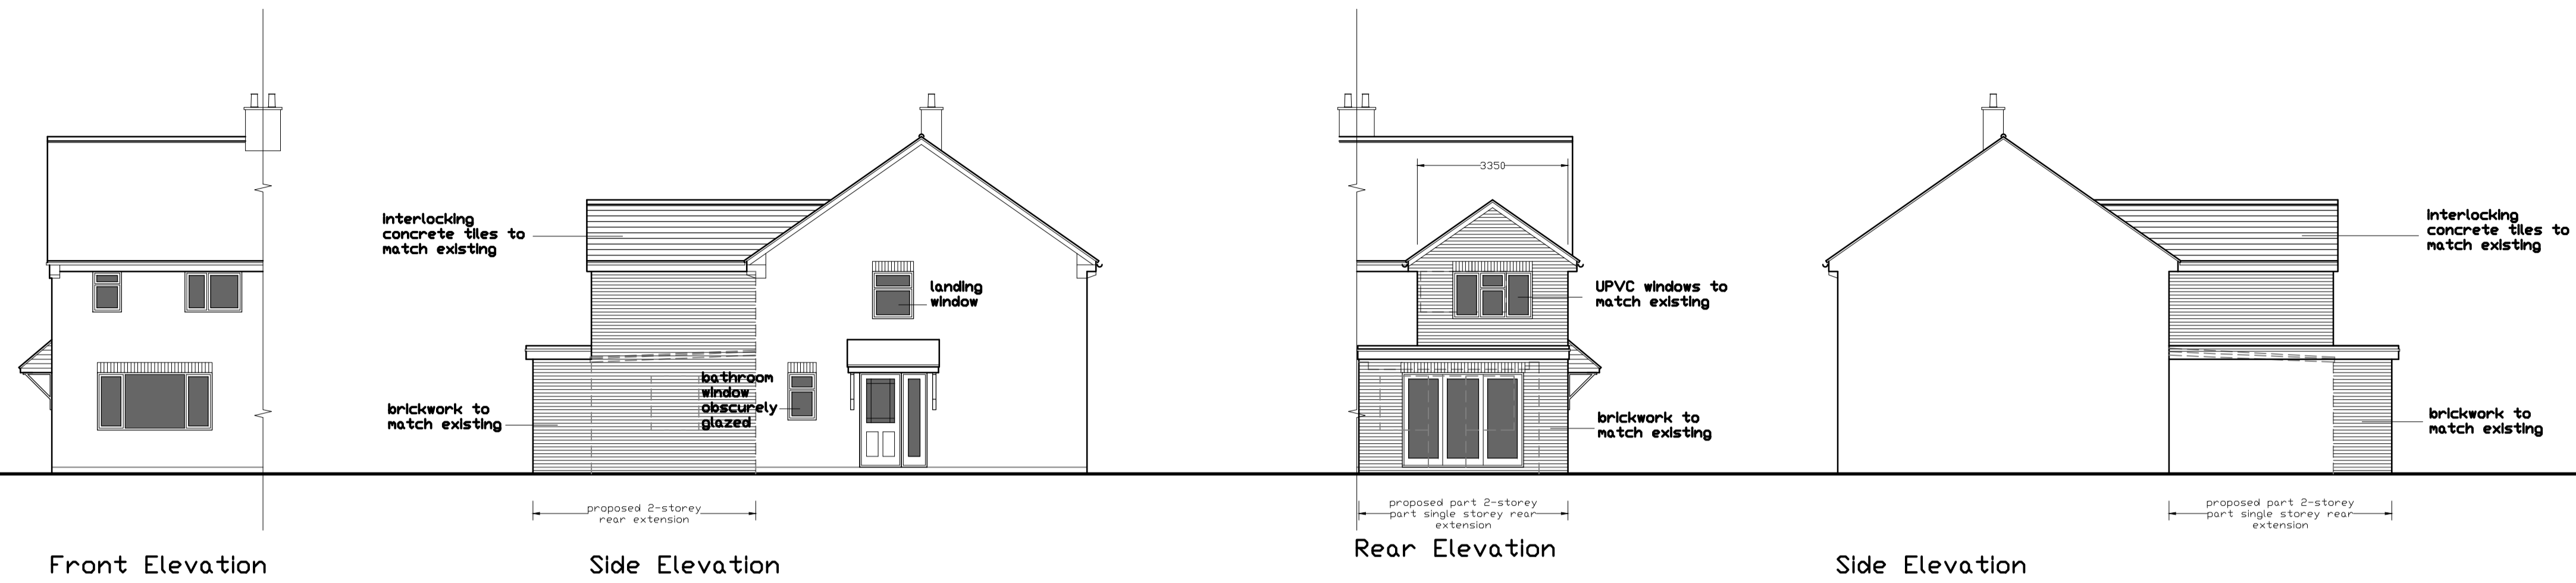 Interlocking
concrete tiles to
match existing
brickwork to
match existing
landing
window
bathroom
window
obscurely
glazed
proposed 2-storey
rear extension
Front Elevation
Side Elevation
3350
UPVC windows to
match existing
brickwork to
match existing
proposed part 2-storey
part single storey rear
extension
Rear Elevation
Interlocking
concrete tiles to
match existing
brickwork to
match existing
proposed part 2-storey
part single storey rear
extension
Side Elevation